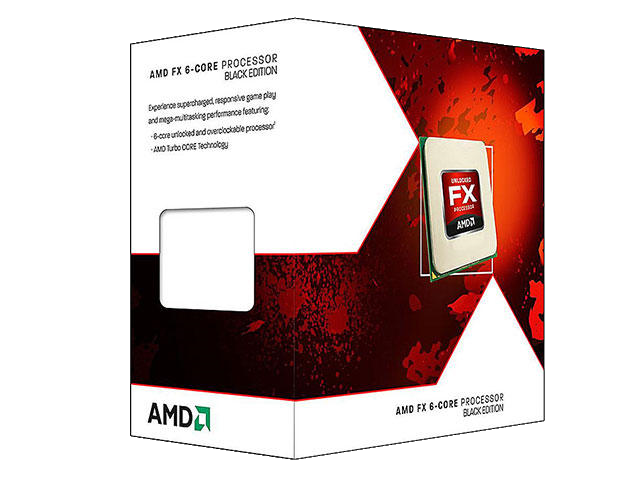 AMD FX 6-CORE PROCESSOR
BLACK EDITION
Experience supercharged, responsive game play
and mega-multitasking performance featuring:
- 6-core unlocked and overclockable processor¹
- AMD Turbo CORE Technology
UNLOCKED
FX
PROCESSOR
AMD
AMD
AMD FX 6-CORE PROCESSOR
BLACK EDITION